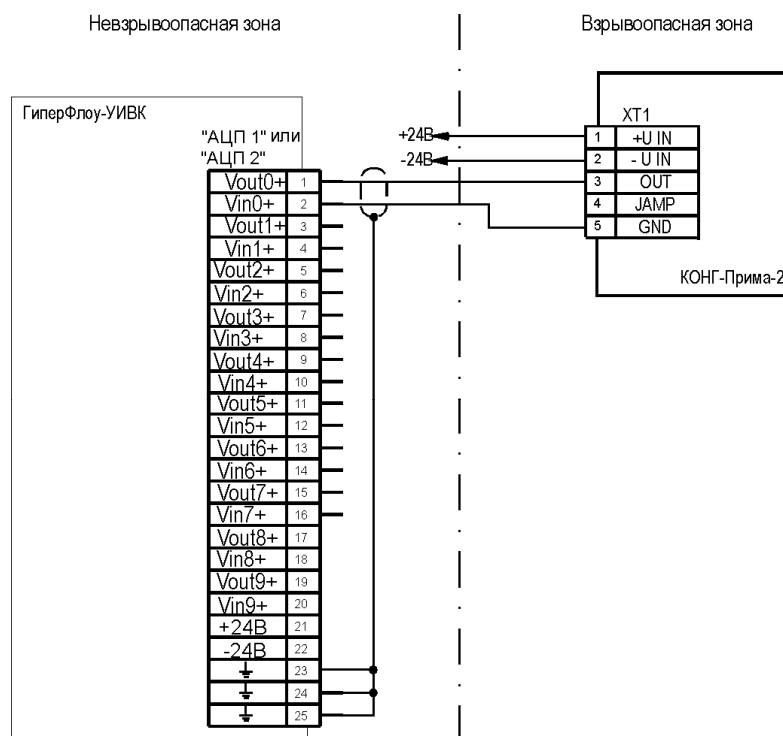 Невзрывоопасная зона
Взрывоопасная зона
ГиперФлоу-УИВК
"АЦП 1" или
"АЦП 2"
Vout0+ 1
Vin0+ 2
Vout1+ 3
Vin1+ 4
Vout2+ 5
Vin2+ 6
Vout3+ 7
Vin3+ 8
Vout4+ 9
Vin4+ 10
Vout5+ 11
Vin5+ 12
Vout6+ 13
Vin6+ 14
Vout7+ 15
Vin7+ 16
Vout8+ 17
Vin8+ 18
Vout9+ 19
Vin9+ 20
+24В 21
-24В 22
23
24
25
+24В
-24В
XT1
1 +U IN
2 - U IN
3 OUT
4 JAMP
5 GND
КОНГ-Прима-2